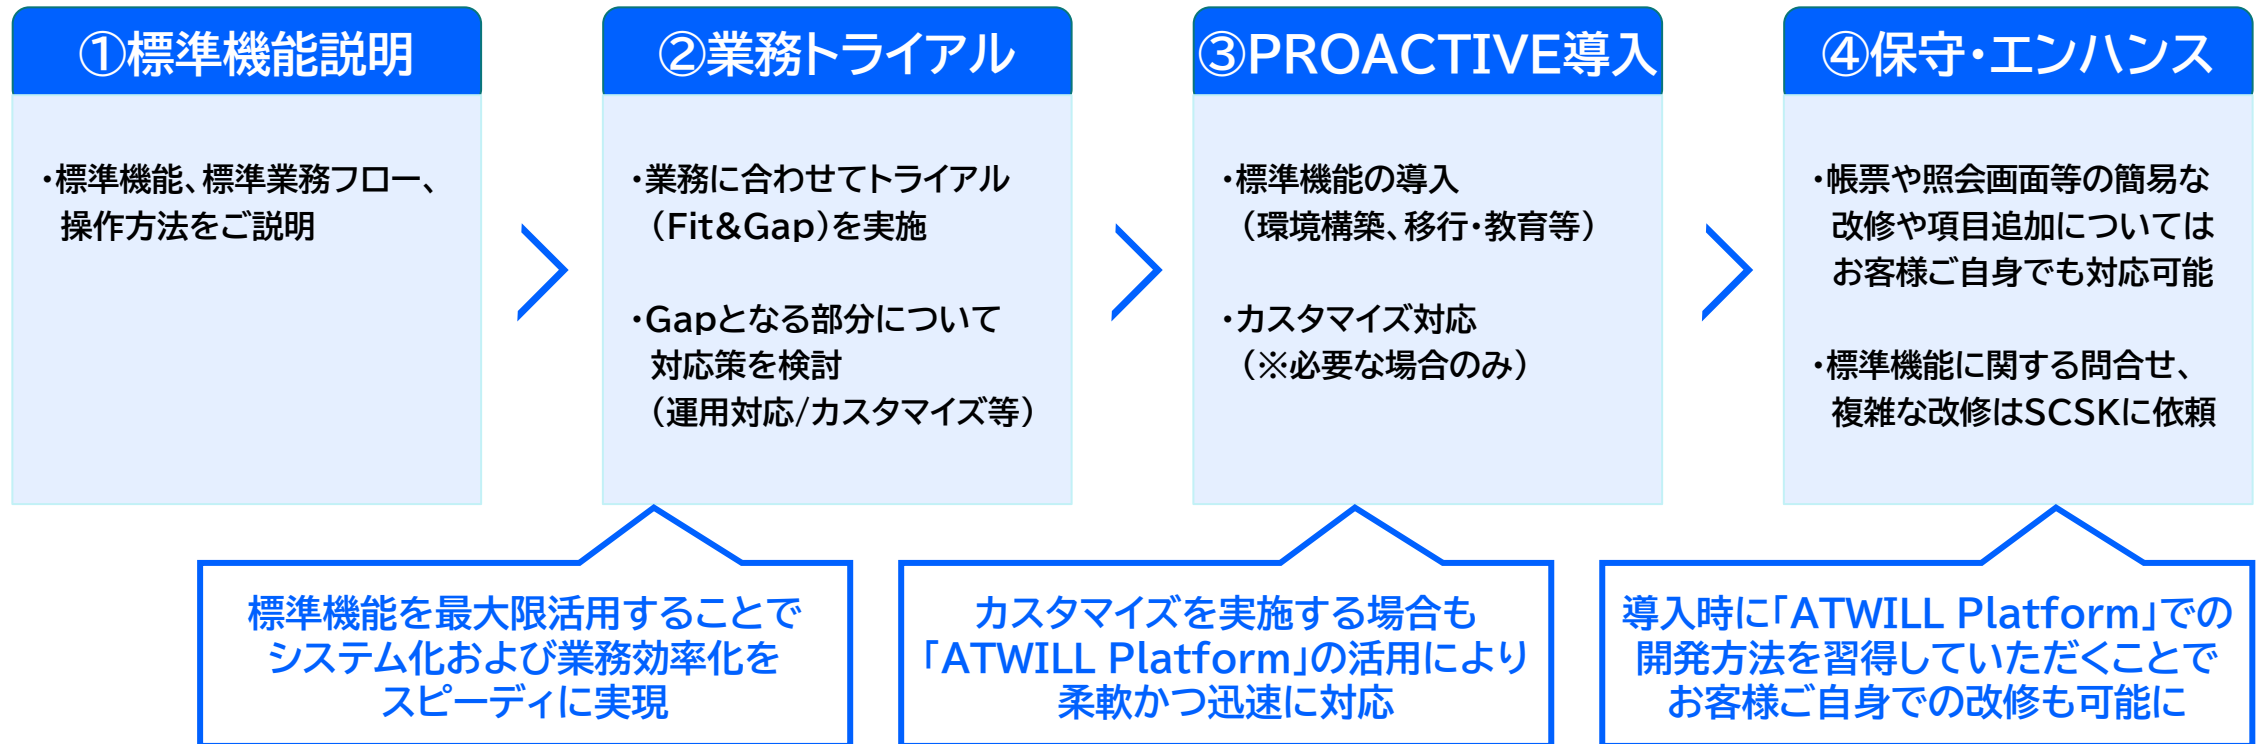 ①標準機能説明
・標準機能、標準業務フロー、
操作方法をご説明
②業務トライアル
・業務に合わせてトライアル
（Fit&Gap）を実施
・Gapとなる部分について
対応策を検討
（運用対応/カスタマイズ等）
③PROACTIVE導入
・標準機能の導入
（環境構築、移行・教育等）
・カスタマイズ対応
（※必要な場合のみ）
④保守・エンハンス
・帳票や照会画面等の簡易な
改修や項目追加については
お客様ご自身でも対応可能
・標準機能に関する問合せ、
複雑な改修はSCSKに依頼
標準機能を最大限活用することで
システム化および業務効率化を
スピーディに実現
カスタマイズを実施する場合も
「ATWILL Platform」の活用により
柔軟かつ迅速に対応
導入時に「ATWILL Platform」での
開発方法を習得していただくことで
お客様ご自身での改修も可能に